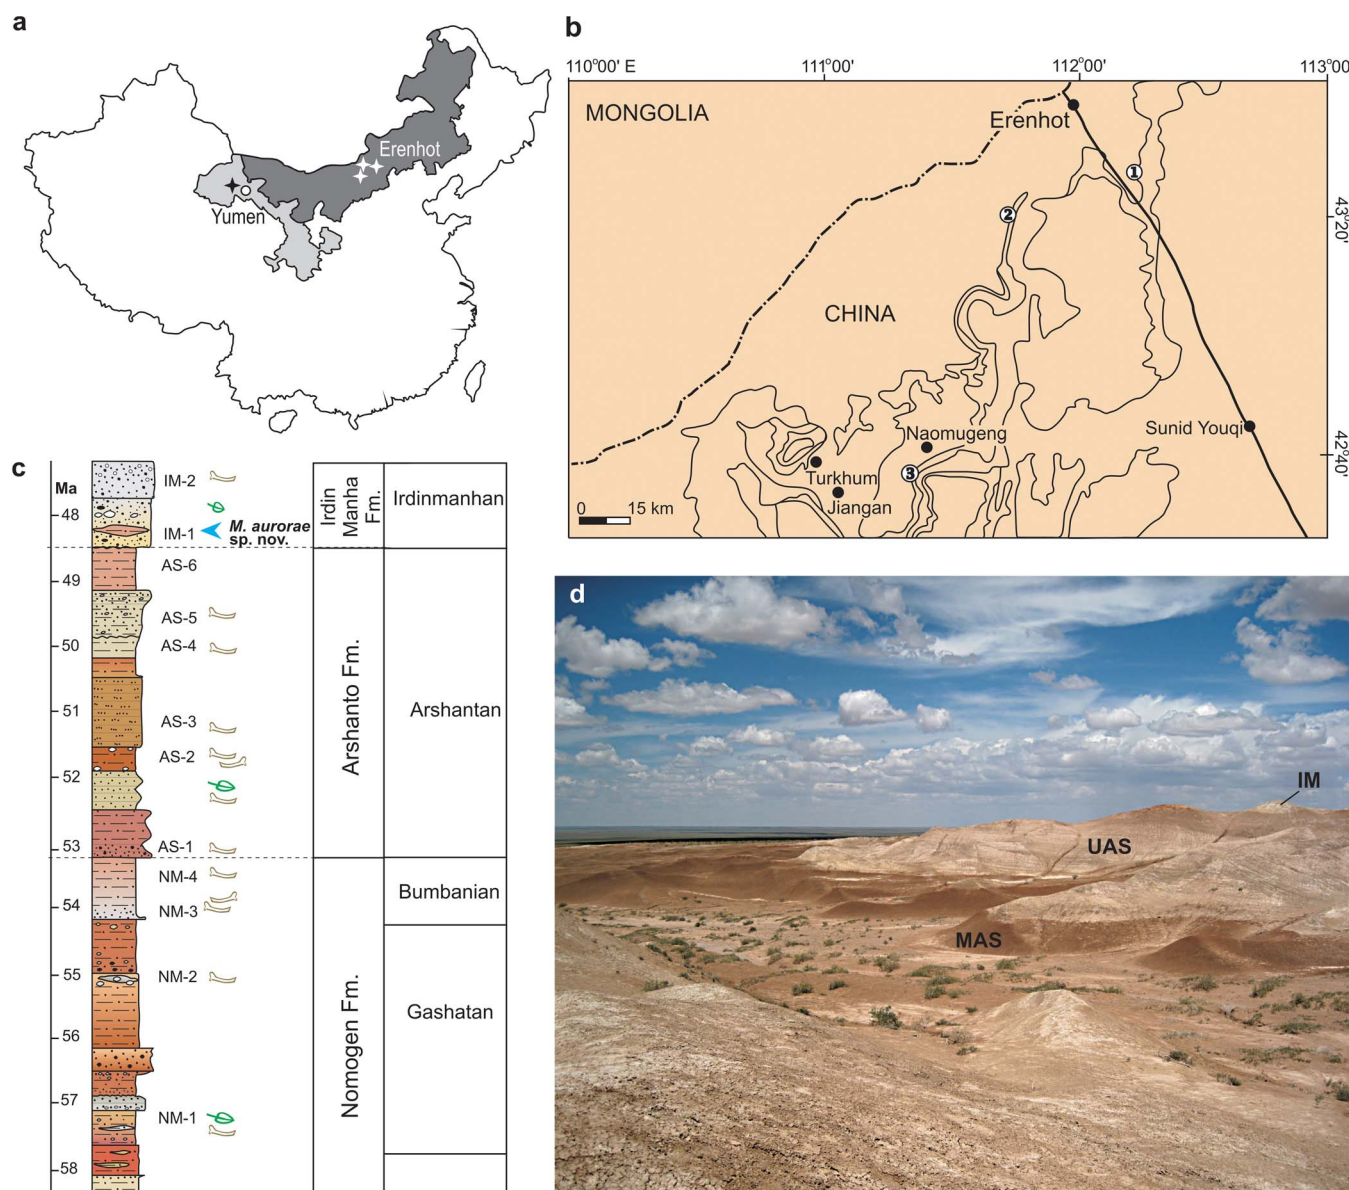 a
Erenhot
Yumen
b
110°00' E
111°00'
112°00'
113°00'
MONGOLIA
Erenhot
1
2
43°20'
CHINA
Sunid Youqi
Naomugeng
42°40'
3
Turkhum
Jiangan
0 15 km
c
Ma
48
49
50
51
52
53
54
55
56
57
58
IM-2
IM-1
M. aurorae
sp. nov.
AS-6
AS-5
AS-4
AS-3
AS-2
AS-1
NM-4
NM-3
NM-2
NM-1
Irdin
Manha
Fm.
Arshanto Fm.
Nomogen Fm.
Irdinmanhan
Arshantan
Bumbanian
Gashatan
d
IM
UAS
MAS